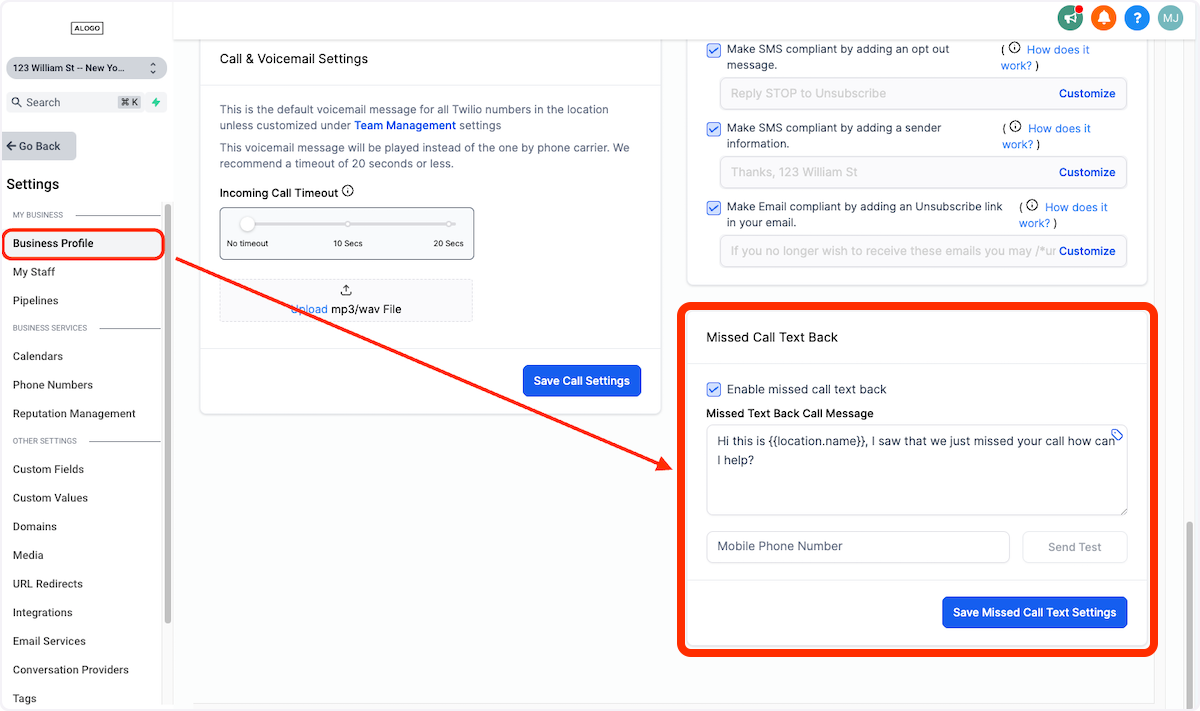 ALOGO
123 William St -- New Yo...
Search
⌘ K
Go Back
Settings
MY BUSINESS
Business Profile
My Staff
Pipelines
BUSINESS SERVICES
Calendars
Phone Numbers
Reputation Management
OTHER SETTINGS
Custom Fields
Custom Values
Domains
Media
URL Redirects
Integrations
Email Services
Conversation Providers
Tags
?
MJ
Call & Voicemail Settings
This is the default voicemail message for all Twilio numbers in the location
unless customized under Team Management settings
This voicemail message will be played instead of the one by phone carrier. We
recommend a timeout of 20 seconds or less.
Incoming Call Timeout
No timeout
10 Secs
20 Secs
Upload mp3/wav File
Save Call Settings
Make SMS compliant by adding an opt out
message.
( How does it
work? )
Reply STOP to Unsubscribe
Customize
Make SMS compliant by adding a sender
information.
( How does it
work? )
Thanks, 123 William St
Customize
Make Email compliant by adding an Unsubscribe link
in your email.
( How does it
work? )
If you no longer wish to receive these emails you may /*ur
Customize
Missed Call Text Back
Enable missed call text back
Missed Text Back Call Message
Hi this is {{location.name}}, I saw that we just missed your call how can
I help?
Mobile Phone Number
Send Test
Save Missed Call Text Settings